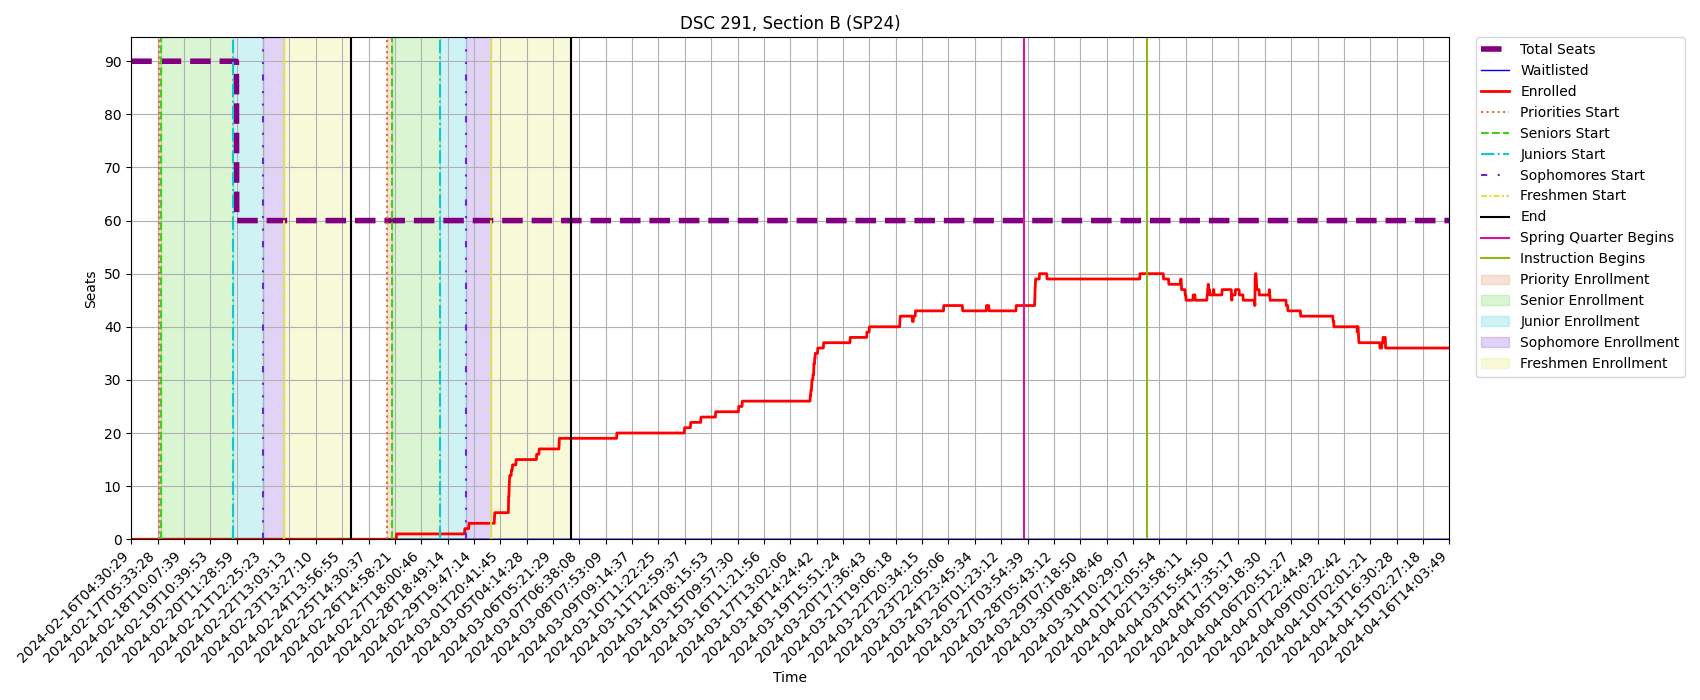 DSC 291, Section B (SP24)
Seats
90
80
70
60
50
40
30
20
10
0
2024-02-16T04:30:29
2024-02-17T05:33:28
2024-02-18T10:07:39
2024-02-19T10:39:53
2024-02-20T11:28:59
2024-02-21T12:25:23
2024-02-22T13:03:13
2024-02-23T13:27:10
2024-02-24T13:56:55
2024-02-25T14:30:37
2024-02-26T14:58:21
2024-02-27T18:00:46
2024-02-28T18:49:14
2024-02-29T19:47:14
2024-03-01T20:41:45
2024-03-05T04:14:28
2024-03-06T05:21:29
2024-03-07T06:38:08
2024-03-08T07:53:09
2024-03-09T09:14:37
2024-03-10T11:22:25
2024-03-11T12:59:37
2024-03-14T08:15:53
2024-03-15T09:57:30
2024-03-16T11:21:56
2024-03-17T13:02:06
2024-03-18T14:24:42
2024-03-19T15:51:24
2024-03-20T17:36:43
2024-03-21T19:06:18
2024-03-22T20:34:15
2024-03-23T22:05:06
2024-03-24T23:45:34
2024-03-26T01:23:12
2024-03-27T03:54:39
2024-03-28T05:43:12
2024-03-29T07:18:50
2024-03-30T08:48:46
2024-03-31T10:29:07
2024-04-01T12:05:54
2024-04-02T13:58:11
2024-04-03T15:54:50
2024-04-04T17:35:17
2024-04-05T19:18:30
2024-04-06T20:51:27
2024-04-07T22:44:49
2024-04-09T00:22:42
2024-04-10T02:01:21
2024-04-13T16:30:28
2024-04-15T02:27:18
2024-04-16T14:03:49
Time
Total Seats
Waitlisted
Enrolled
Priorities Start
Seniors Start
Juniors Start
Sophomores Start
Freshmen Start
End
Spring Quarter Begins
Instruction Begins
Priority Enrollment
Senior Enrollment
Junior Enrollment
Sophomore Enrollment
Freshmen Enrollment